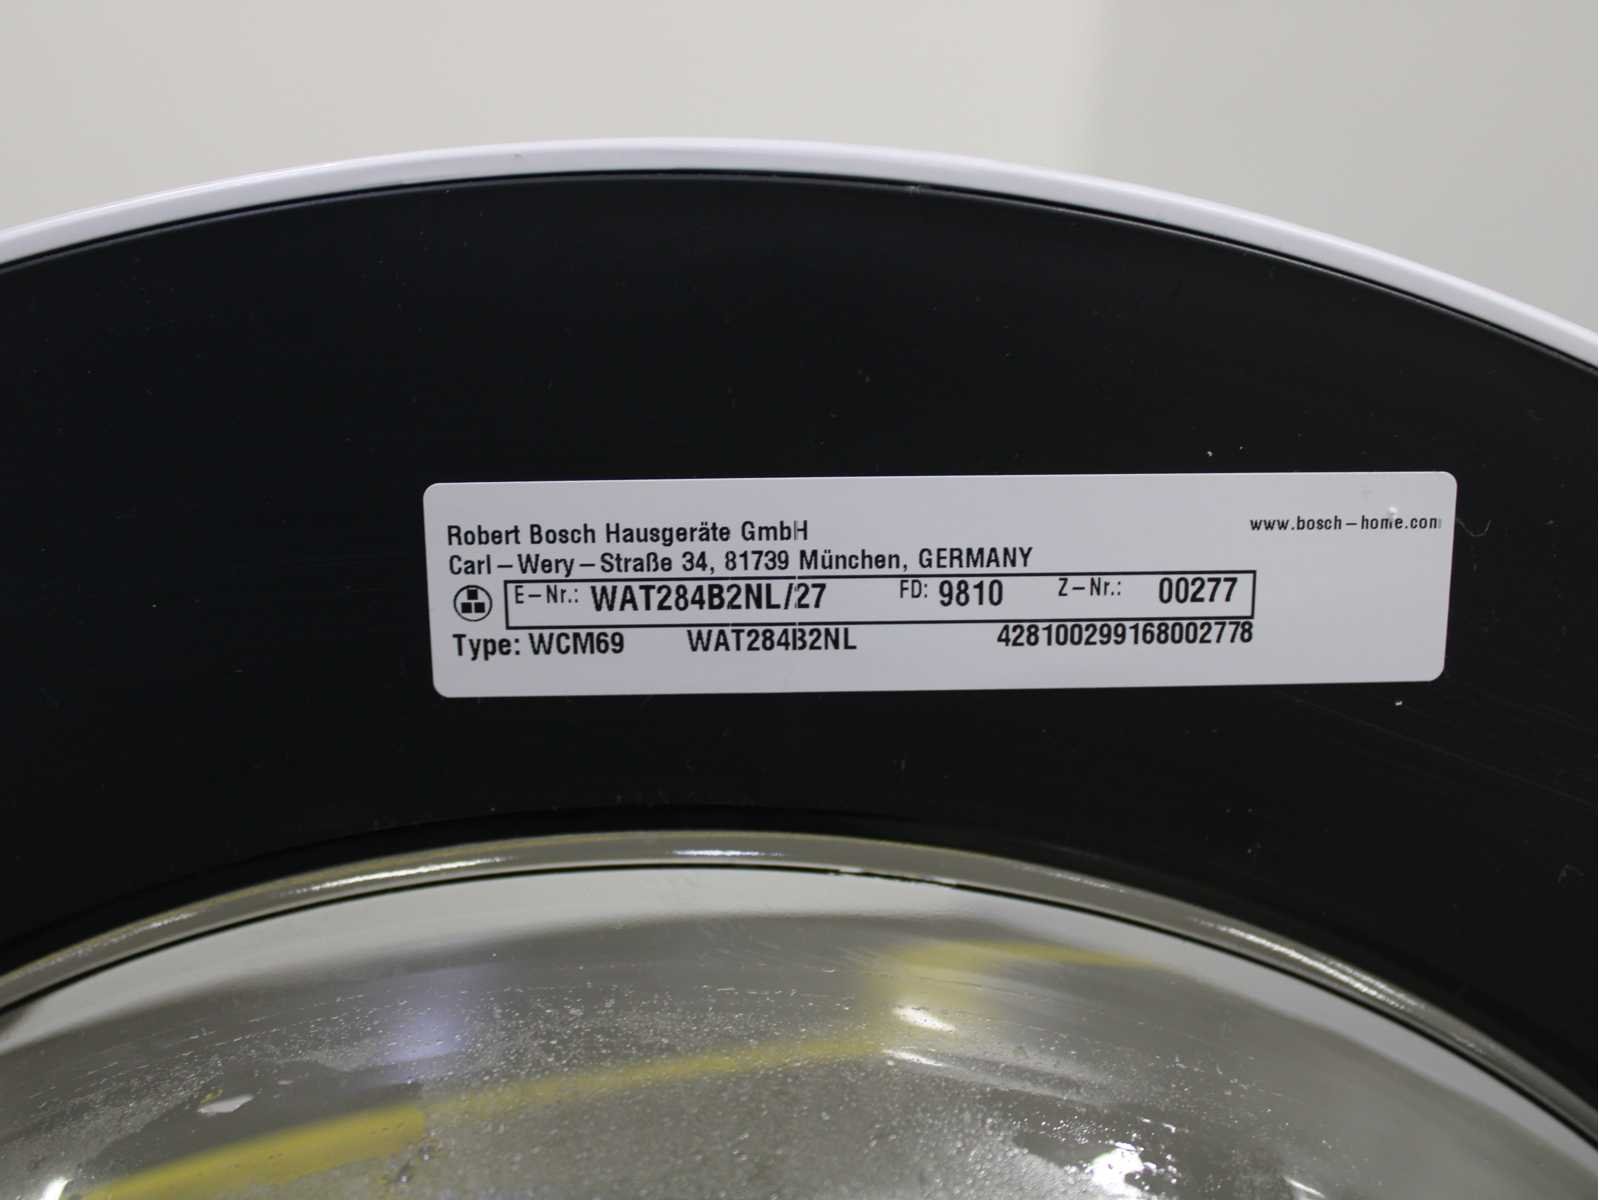 Robert Bosch Hausgeräte GmbH
www.bosch-home.com
Carl-Wery-Straße 34, 81739 München, GERMANY
E-Nr.: WAT284B2NL/27 FD: 9810 Z-Nr.: 00277
Type: WCM69 WAT284B2NL 428100299168002778